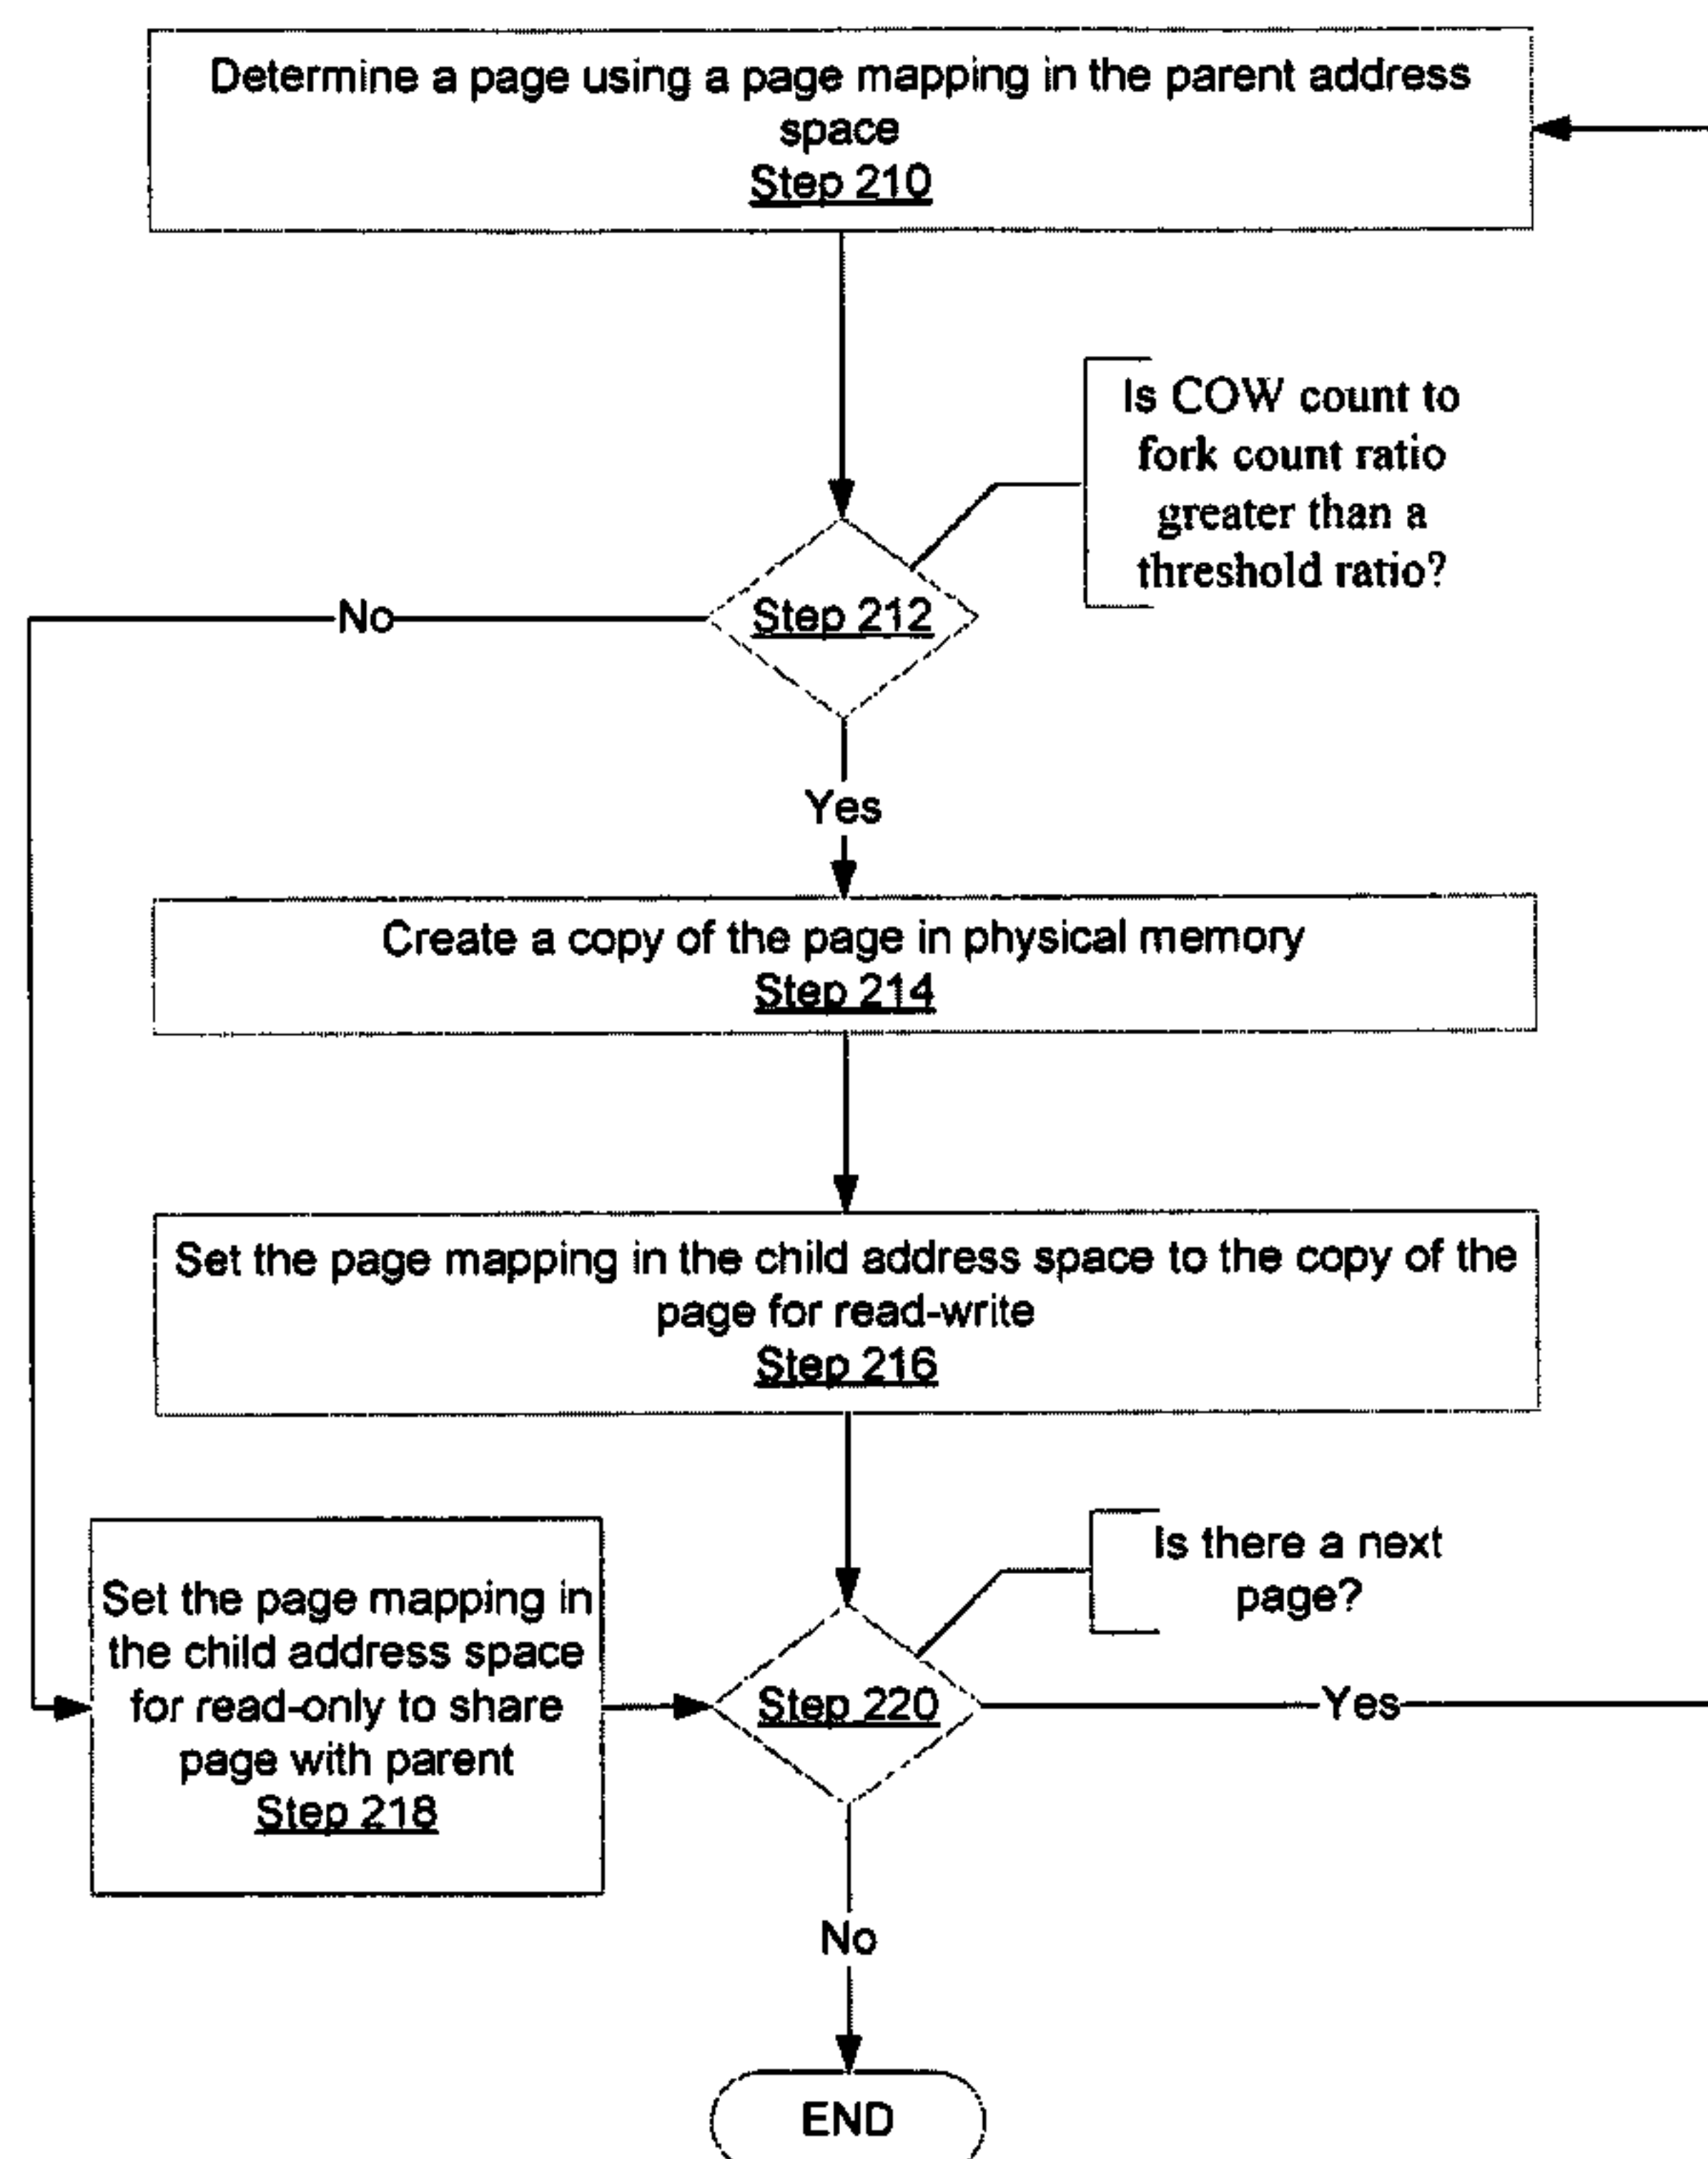 Determine a page using a page mapping in the parent address
space
Step 210
Is COW count to
fork count ratio
greater than a
threshold ratio?
No
Step 212
Yes
Create a copy of the page in physical memory
Step 214
Set the page mapping in the child address space to the copy of the
page for read-write
Step 216
Is there a next
page?
Set the page mapping in
the child address space
for read-only to share
page with parent
Step 218
Step 220
Yes
No
END